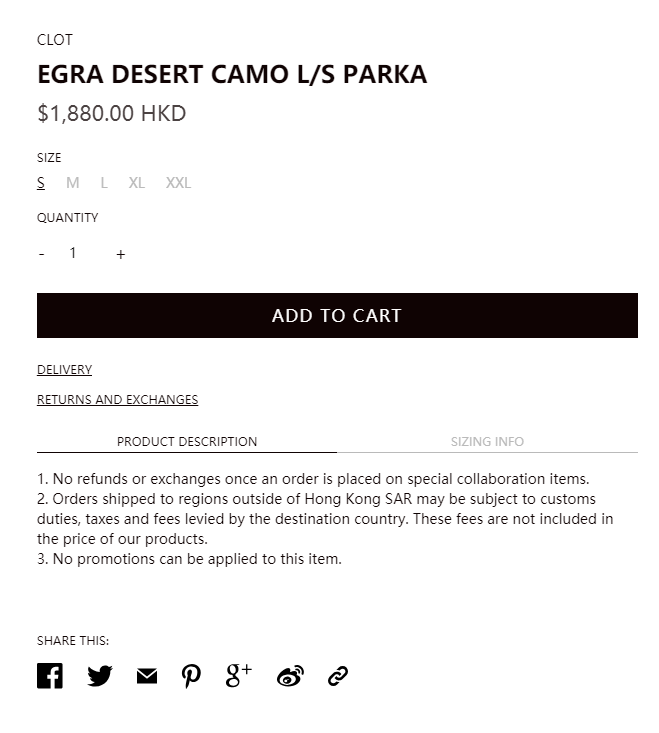 CLOT
EGRA DESERT CAMO L/S PARKA
$1,880.00 HKD
SIZE
S M L XL XXL
QUANTITY
- 1 +
ADD TO CART
DELIVERY
RETURNS AND EXCHANGES
PRODUCT DESCRIPTION SIZING INFO
1. No refunds or exchanges once an order is placed on special collaboration items.
2. Orders shipped to regions outside of Hong Kong SAR may be subject to customs
duties, taxes and fees levied by the destination country. These fees are not included in
the price of our products.
3. No promotions can be applied to this item.
SHARE THIS: